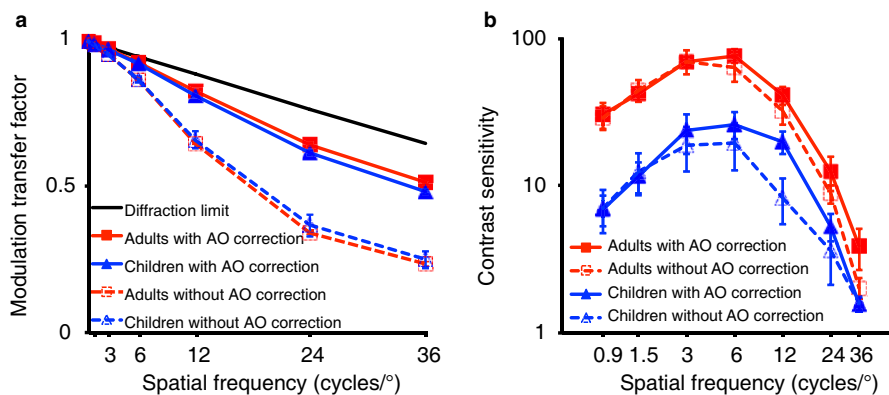 a
1
0.5
0
Modulation transfer factor
Diffraction limit
Adults with AO correction
Children with AO correction
Adults without AO correction
Children without AO correction
3 6 12 24 36
Spatial frequency (cycles/°)
b
100
10
1
Contrast sensitivity
Adults with AO correction
Adults without AO correction
Children with AO correction
Children without AO correction
0.9 1.5 3 6 12 24 36
Spatial frequency (cycles/°)